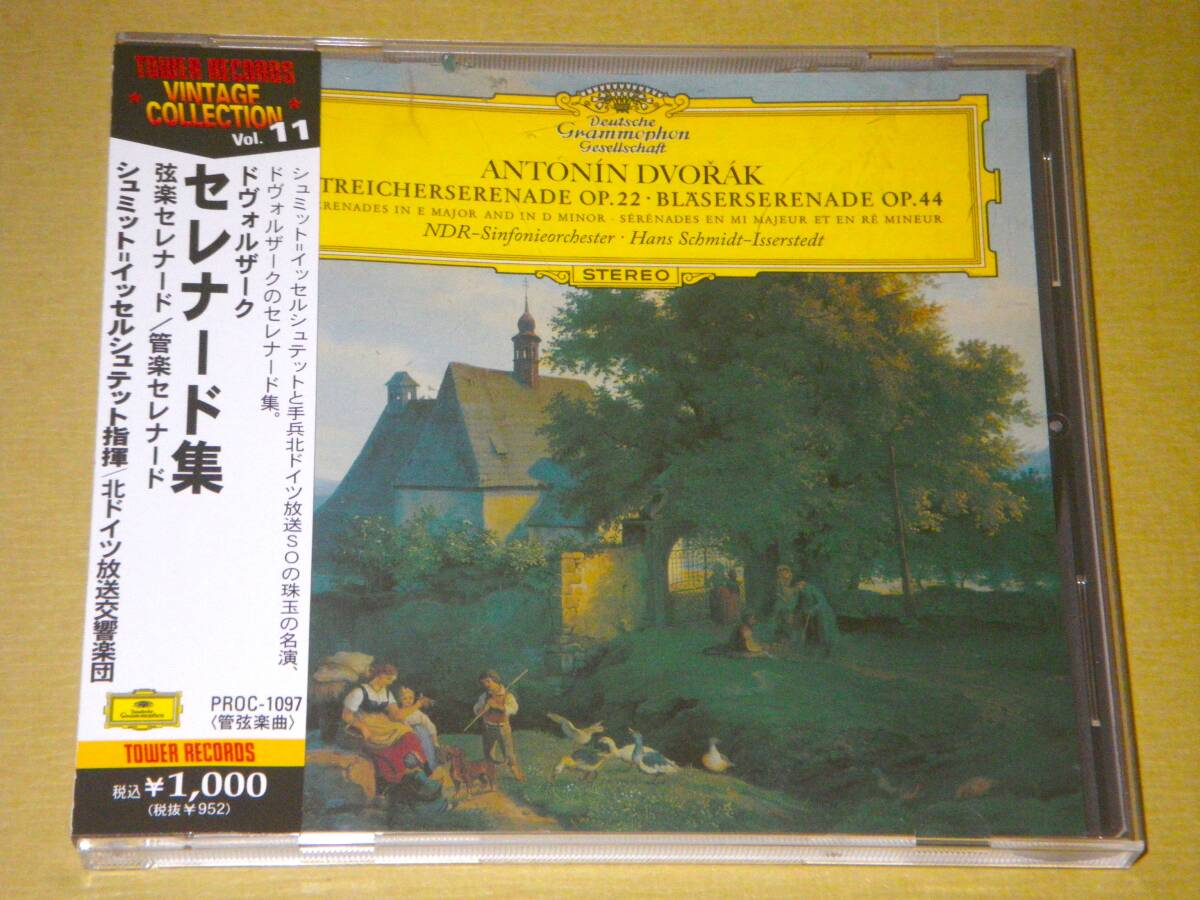 TOWER RECORDS
VINTAGE
COLLECTION
Vol. 11
シュミット=イッセルシュテットと手兵北ドイツ放送SOの珠玉の名演、
ドヴォルザークのセレナード集。
ドヴォルザーク
セレナード集
弦楽セレナード/管楽セレナード
シュミット=イッセルシュテット指揮/北ドイツ放送交響楽団
Deutsche
Grammophon
PROC-1097
〈管弦楽曲〉
TOWER RECORDS
税込¥1,000
(税抜¥952)
Deutsche
Grammophon
Gesellschaft
ANTONÍN DVOŘÁK
TREICHERSERENADE OP. 22 · BLÄSERSERENADE OP. 44
ERENADES IN E MAJOR AND IN D MINOR · SÉRÉNADES EN MI MAJEUR ET EN RÉ MINEUR
NDR-Sinfonieorchester · Hans Schmidt-Isserstedt
STEREO